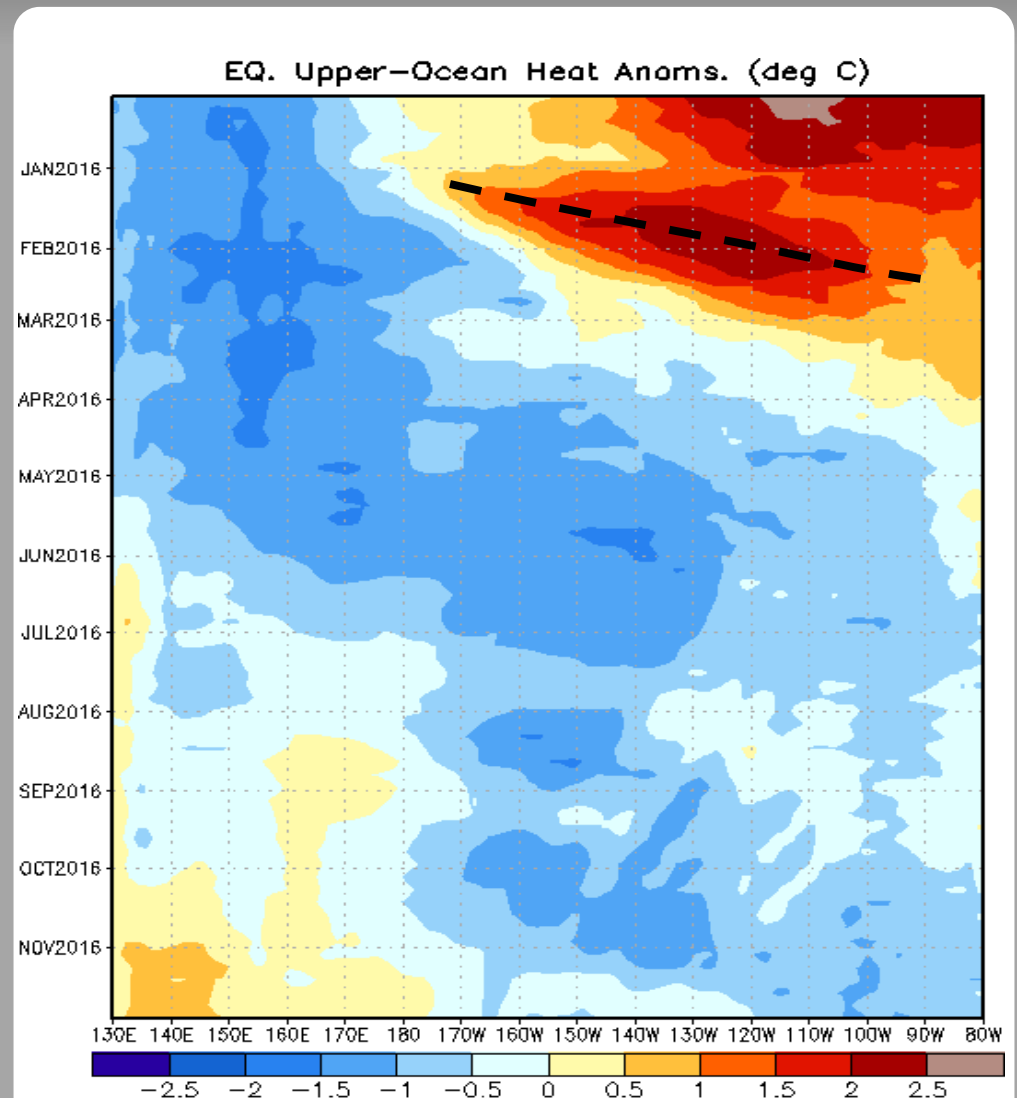 EQ. Upper-Ocean Heat Anoms. (deg C)
JAN2016
FEB2016
MAR2016
APR2016
MAY2016
JUN2016
JUL2016
AUG2016
SEP2016
OCT2016
NOV2016
130E 140E 150E 160E 170E 180 170W 160W 150W 140W 130W 120W 110W 100W 90W 80W
-2.5 -2 -1.5 -1 -0.5 0 0.5 1 1.5 2 2.5